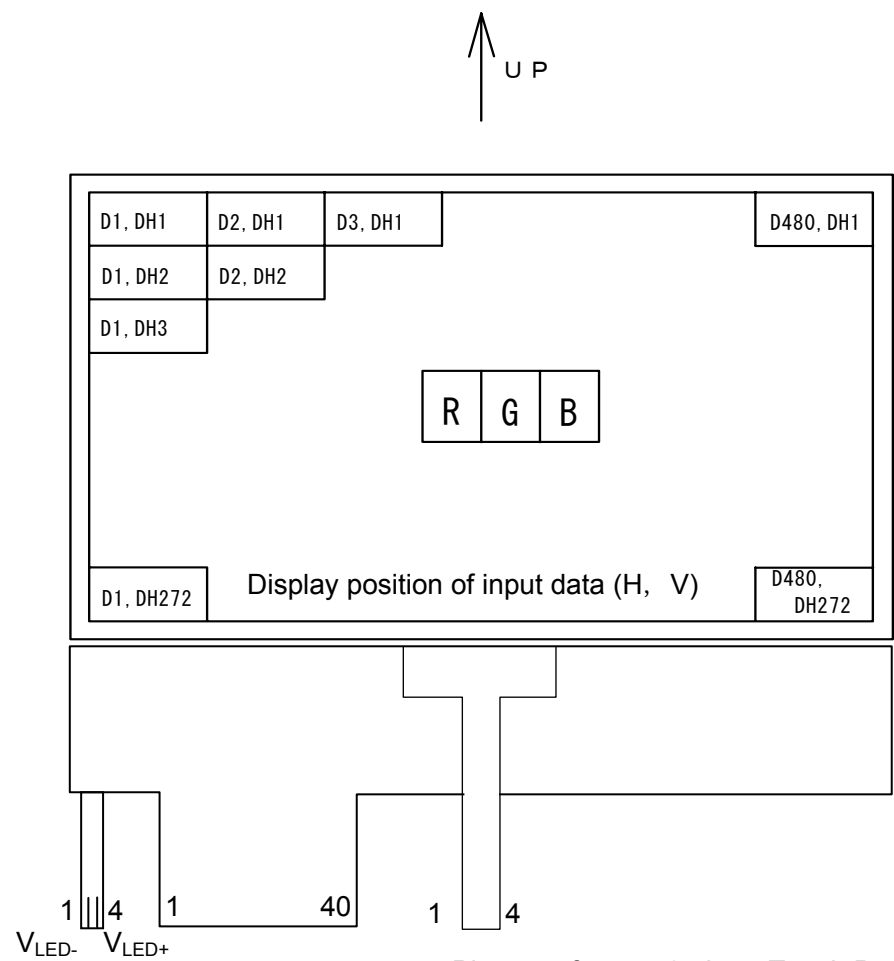 UP
D1, DH1 D2, DH1 D3, DH1 D480, DH1
D1, DH2 D2, DH2
D1, DH3
R G B
D1, DH272 Display position of input data (H, V) D480,
DH272
1 4 1 40 1 4
VLED- VLED+